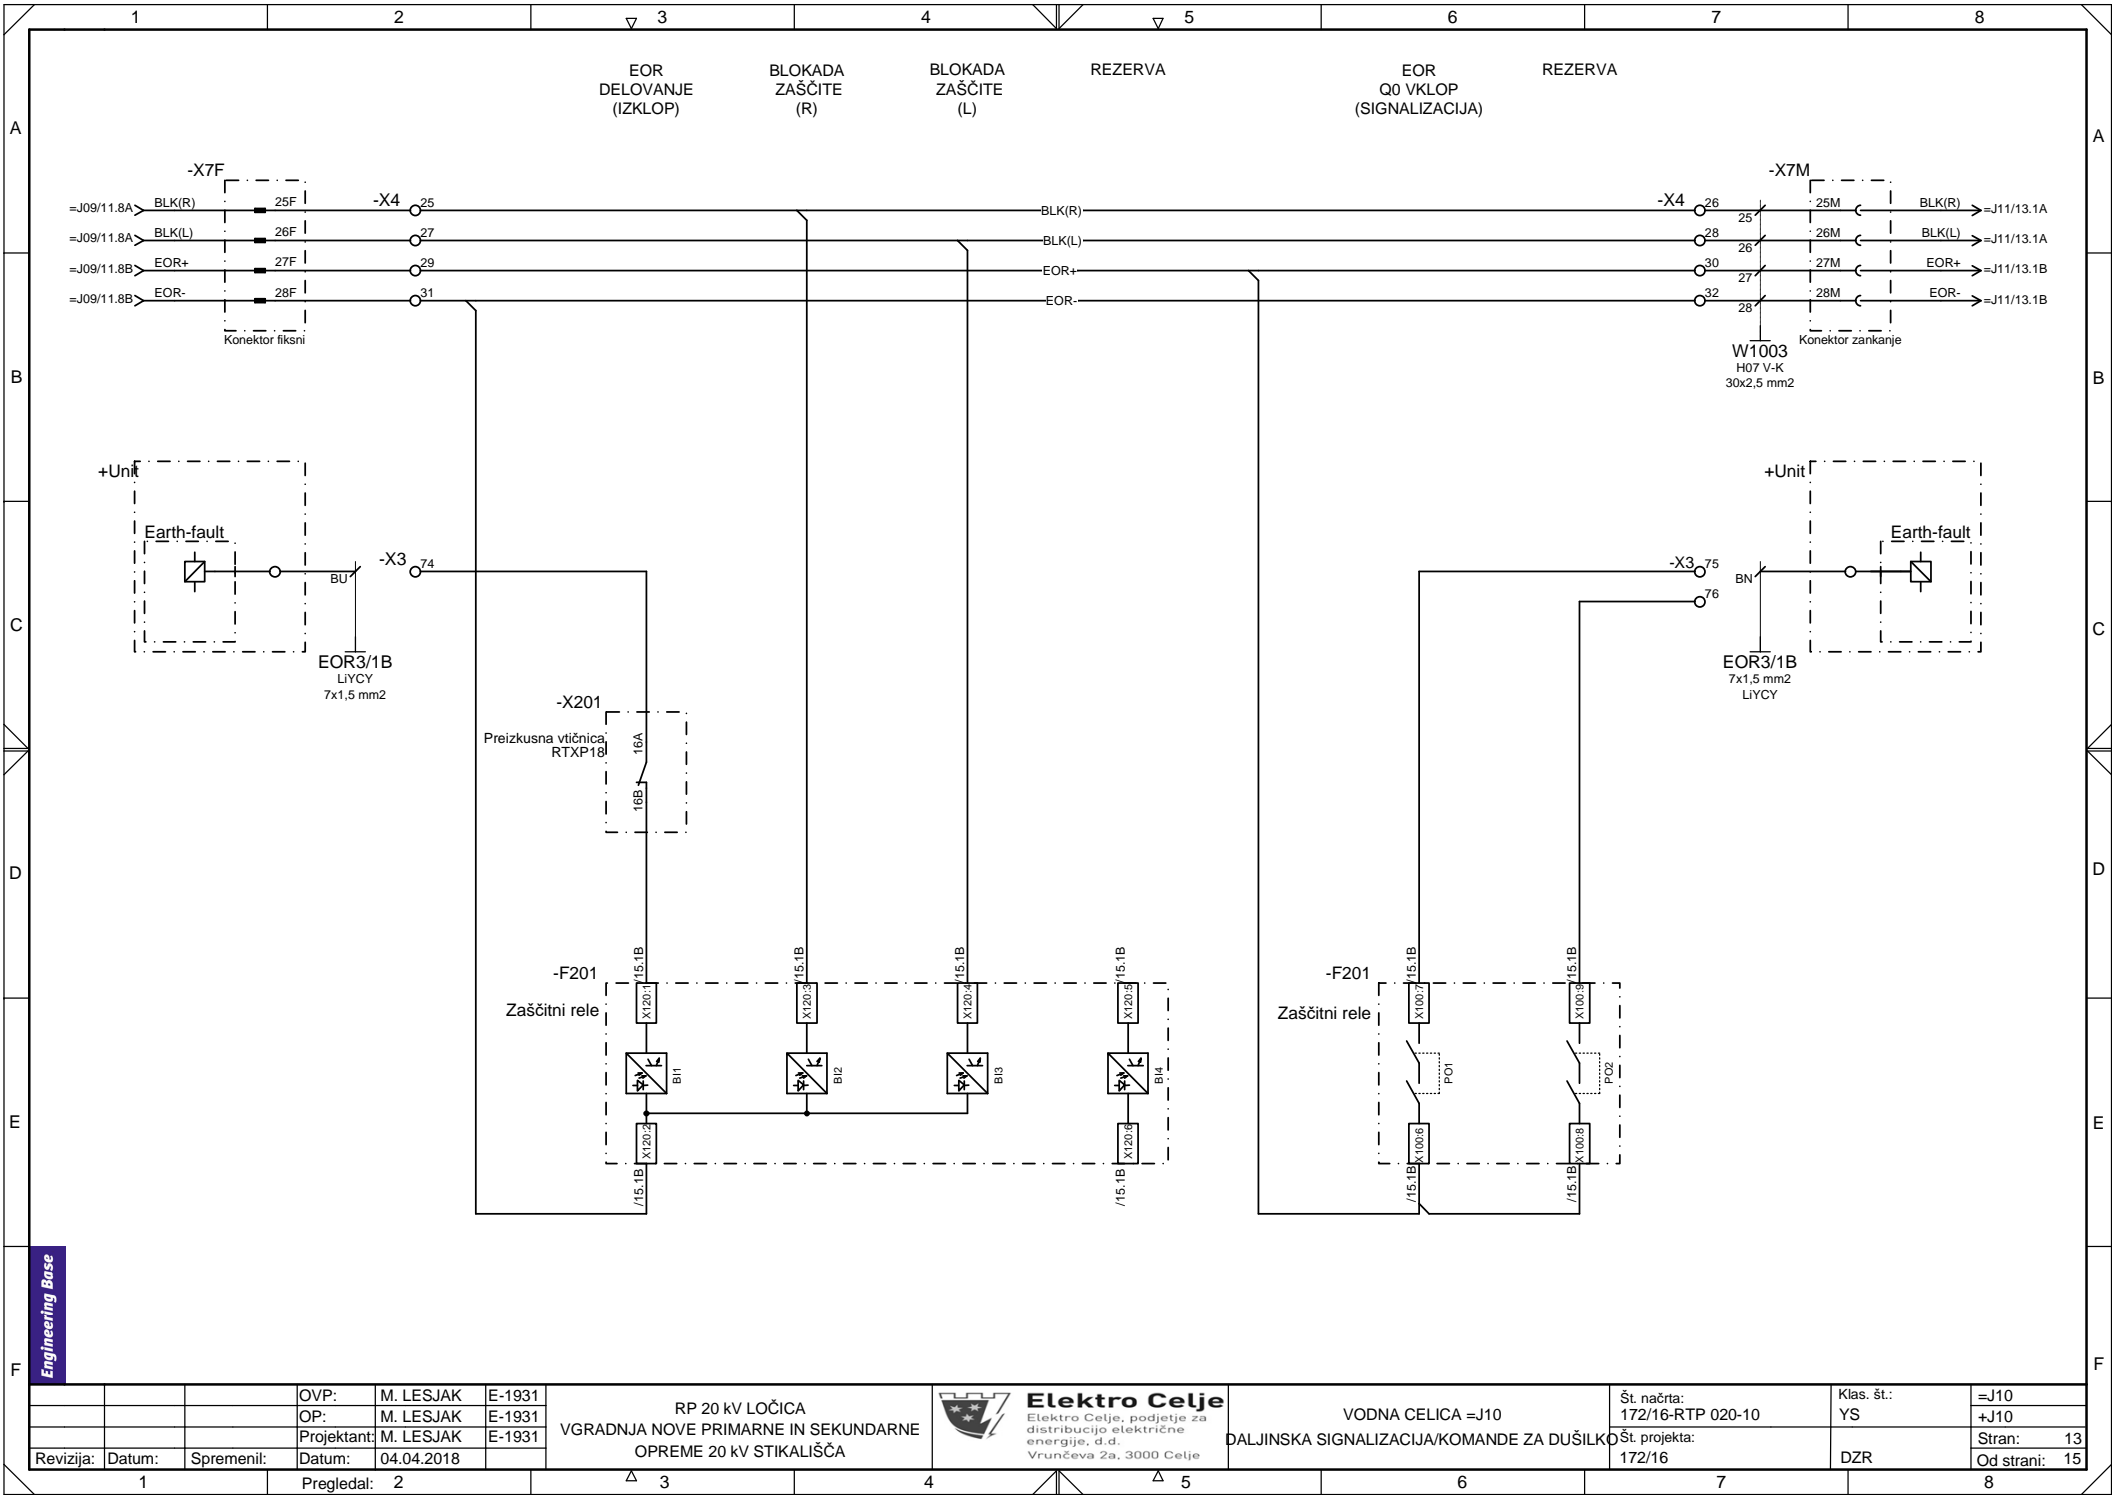 1 2 3 4 5 6 7 8
EOR
DELOVANJE
(IZKLOP)
BLOKADA
ZAŠČITE
(R)
BLOKADA
ZAŠČITE
(L)
REZERVA
EOR
Q0 VKLOP
(SIGNALIZACIJA)
REZERVA
A
A
-X7F
-X7M
=J09/11.8A BLK(R) 25F -X4 25 BLK(R) -X4 26 25 25M BLK(R) =J11/13.1A
=J09/11.8A BLK(L) 26F 27 BLK(L) 28 26 26M BLK(L) =J11/13.1A
=J09/11.8B EOR+ 27F 29 EOR+ 30 27 27M EOR+ =J11/13.1B
=J09/11.8B EOR- 28F 31 EOR- 32 28 28M EOR- =J11/13.1B
Konektor fiksni
Konektor zankanje
W1003
H07 V-K
30x2,5 mm2
B
B
+Unit
+Unit
Earth-fault
Earth-fault
BU
-X3 74
-X3 75
76
BN
C
C
EOR3/1B
LiYCY
7x1,5 mm2
EOR3/1B
7x1,5 mm2
LiYCY
-X201
Preizkusna vtičnica
RTXP18
16A
16B
D
D
-F201
Zaščitni rele
/15.1B /15.1B /15.1B /15.1B
X120:1 X120:3 X120:4 X120:5
BI1 BI2 BI3 BI4
X120:2 X120:6
/15.1B /15.1B
-F201
Zaščitni rele
/15.1B /15.1B
X100:7 X100:9
PO1 PO2
X100:6 X100:8
/15.1B /15.1B
E
E
Engineering Base
F
F
OVP: M. LESJAK E-1931
OP: M. LESJAK E-1931
Projektant: M. LESJAK E-1931
Revizija: Datum: Spremenil: Datum: 04.04.2018
Pregledal:
RP 20 kV LOČICA
VGRADNJA NOVE PRIMARNE IN SEKUNDARNE
OPREME 20 kV STIKALIŠČA
Elektro Celje
Elektro Celje, podjetje za
distribucijo električne
energije, d.d.
Vrunčeva 2a, 3000 Celje
VODNA CELICA =J10
DALJINSKA SIGNALIZACIJA/KOMANDE ZA DUŠILKO
Št. načrta:
172/16-RTP 020-10
Št. projekta:
172/16
Klas. št.:
YS
DZR
=J10
+J10
Stran: 13
Od strani: 15
1 2 3 4 5 6 7 8